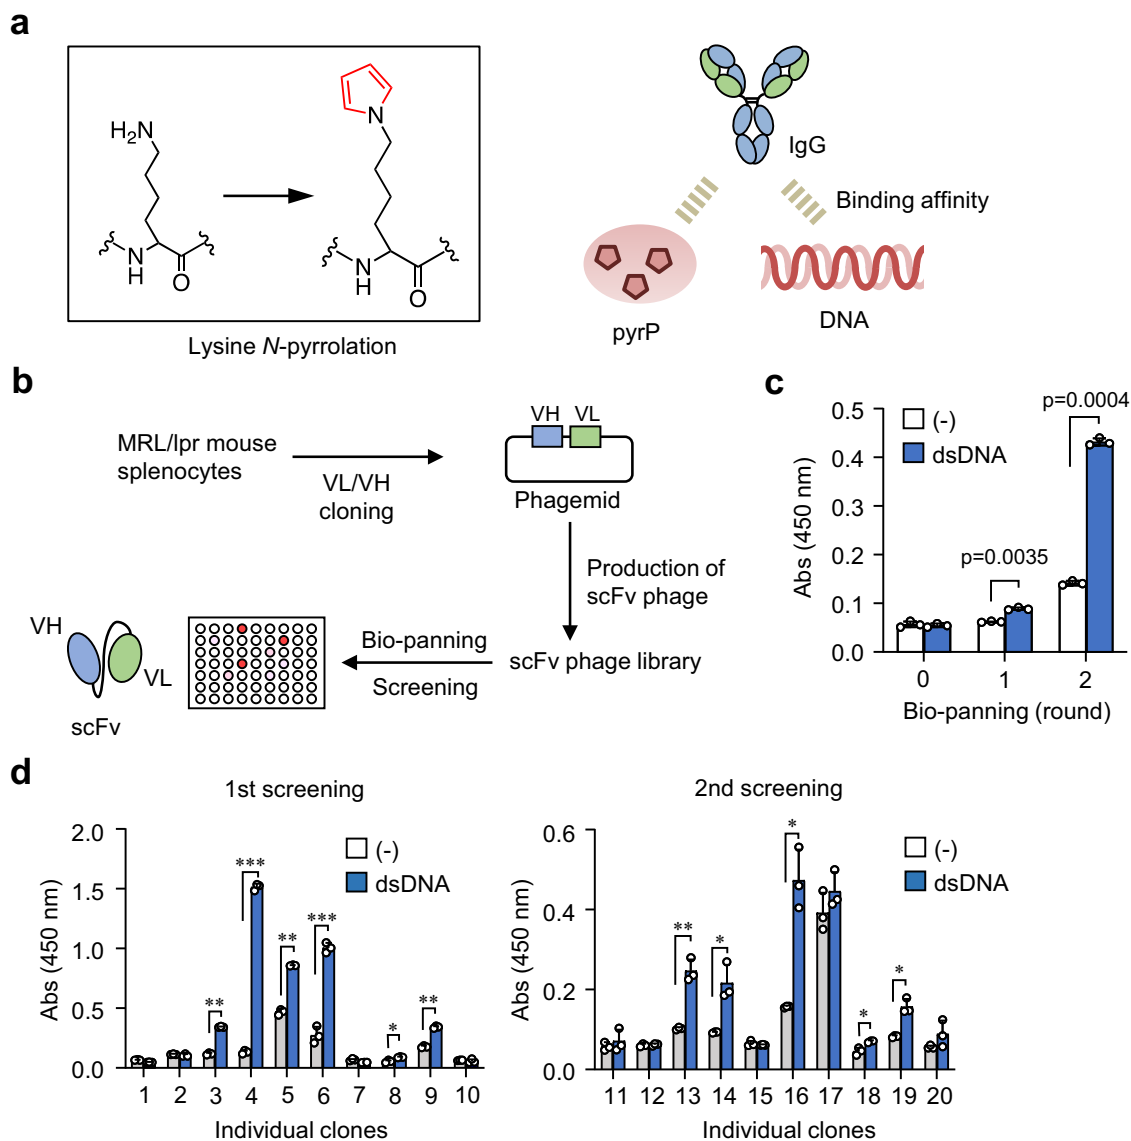 a
H₂N
N
N
H
O
N
H
O
Lysine N-pyrrolation
IgG
Binding affinity
pyrP
DNA
b
MRL/lpr mouse
splenocytes
VL/VH
cloning
VH VL
Phagemid
Production of
scFv phage
scFv phage library
Bio-panning
Screening
VH
VL
scFv
c
(-)
dsDNA
p=0.0035
p=0.0004
Abs (450 nm)
0.5
0.4
0.3
0.2
0.1
0.0
0 1 2
Bio-panning (round)
d
1st screening
(-)
dsDNA
Abs (450 nm)
2.0
1.5
1.0
0.5
0.0
** *** ** *** * **
1 2 3 4 5 6 7 8 9 10
Individual clones
2nd screening
(-)
dsDNA
Abs (450 nm)
0.6
0.4
0.2
0.0
** * * * *
11 12 13 14 15 16 17 18 19 20
Individual clones